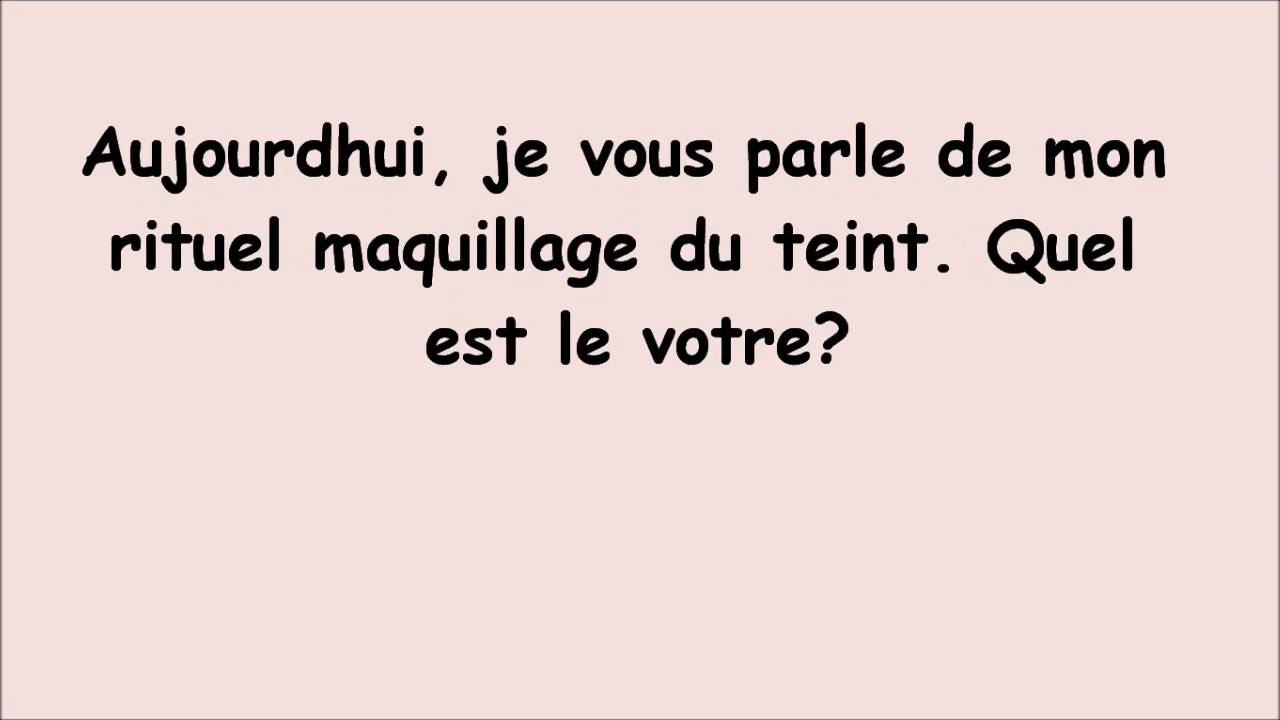 Aujourdhui, je vous parle de mon
rituel maquillage du teint. Quel
est le votre?